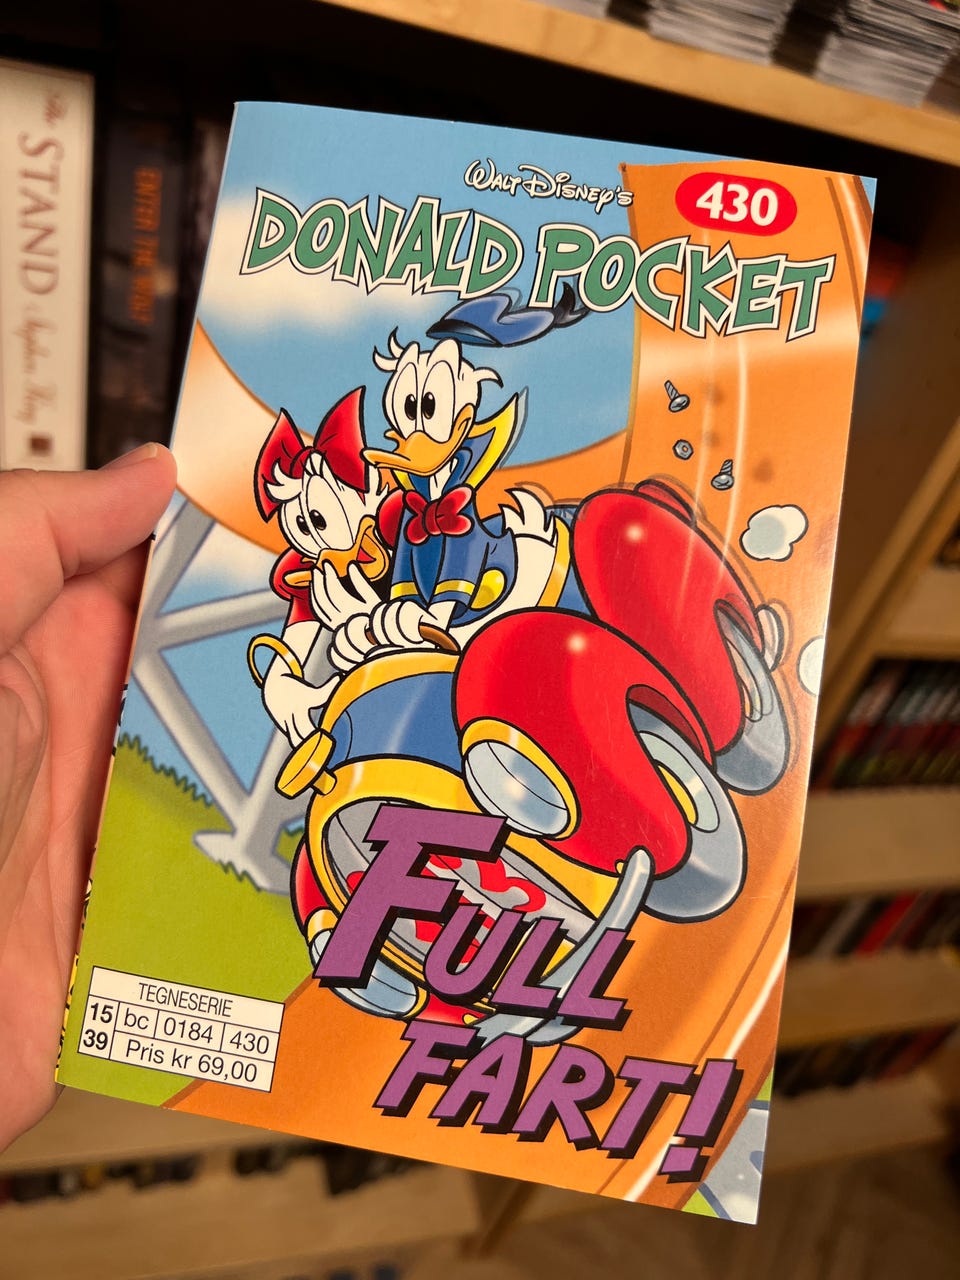 The
STAND
Stephen King
WALT DISNEY'S
430
DONALD POCKET
FULL
FART!
TEGNESERIE
15 bc 0184 430
39 Pris kr 69,00